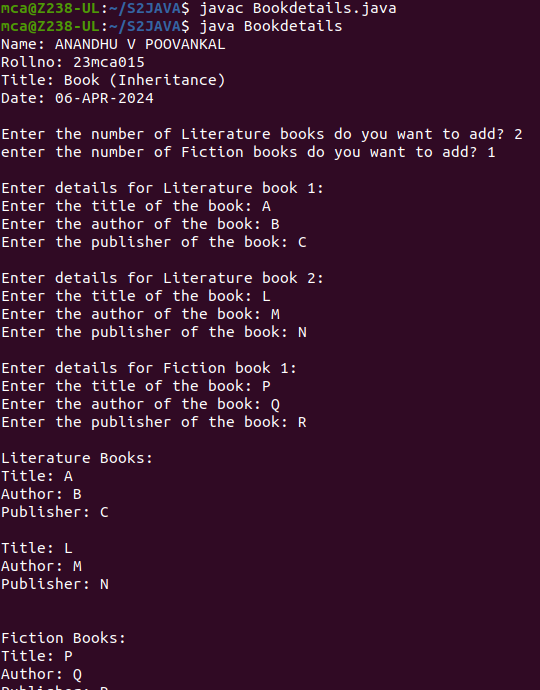 mca@Z238-UL:~/S2JAVA$ javac Bookdetails.java
mca@Z238-UL:~/S2JAVA$ java Bookdetails
Name: ANANDHU V POOVANKAL
Rollno: 23mca015
Title: Book (Inheritance)
Date: 06-APR-2024
Enter the number of Literature books do you want to add? 2
enter the number of Fiction books do you want to add? 1
Enter details for Literature book 1:
Enter the title of the book: A
Enter the author of the book: B
Enter the publisher of the book: C
Enter details for Literature book 2:
Enter the title of the book: L
Enter the author of the book: M
Enter the publisher of the book: N
Enter details for Fiction book 1:
Enter the title of the book: P
Enter the author of the book: Q
Enter the publisher of the book: R
Literature Books:
Title: A
Author: B
Publisher: C
Title: L
Author: M
Publisher: N
Fiction Books:
Title: P
Author: Q
Publisher: R